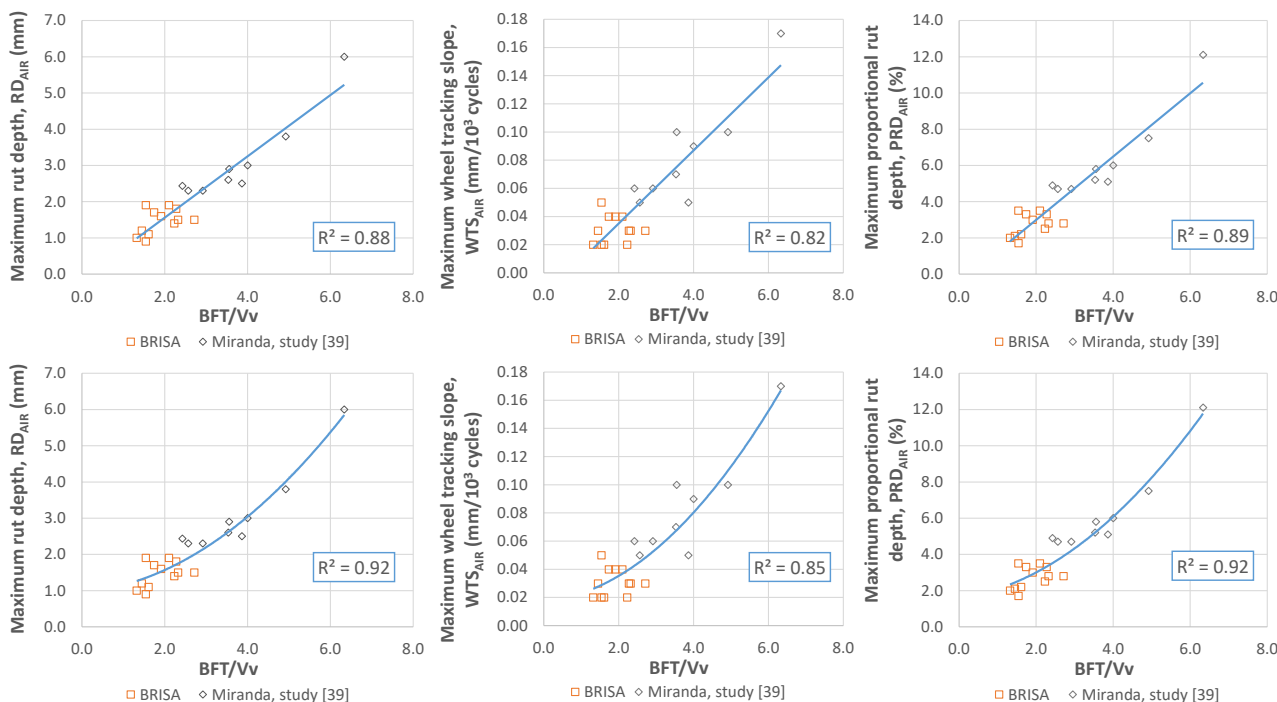 Maximum rut depth, RD_AIR (mm)
7.0
6.0
5.0
4.0
3.0
2.0
1.0
0.0
R² = 0.88
0.0 2.0 4.0 6.0 8.0
BFT/Vv
BRISA Miranda, study [39]
Maximum wheel tracking slope,
WTS_AIR (mm/10³ cycles)
0.18
0.16
0.14
0.12
0.10
0.08
0.06
0.04
0.02
0.00
R² = 0.82
0.0 2.0 4.0 6.0 8.0
BFT/Vv
BRISA Miranda, study [39]
Maximum proportional rut
depth, PRD_AIR (%)
14.0
12.0
10.0
8.0
6.0
4.0
2.0
0.0
R² = 0.89
0.0 2.0 4.0 6.0 8.0
BFT/Vv
BRISA Miranda, study [39]
Maximum rut depth, RD_AIR (mm)
7.0
6.0
5.0
4.0
3.0
2.0
1.0
0.0
R² = 0.92
0.0 2.0 4.0 6.0 8.0
BFT/Vv
BRISA Miranda, study [39]
Maximum wheel tracking slope,
WTS_AIR (mm/10³ cycles)
0.18
0.16
0.14
0.12
0.10
0.08
0.06
0.04
0.02
0.00
R² = 0.85
0.0 2.0 4.0 6.0 8.0
BFT/Vv
BRISA Miranda, study [39]
Maximum proportional rut
depth, PRD_AIR (%)
14.0
12.0
10.0
8.0
6.0
4.0
2.0
0.0
R² = 0.92
0.0 2.0 4.0 6.0 8.0
BFT/Vv
BRISA Miranda, study [39]